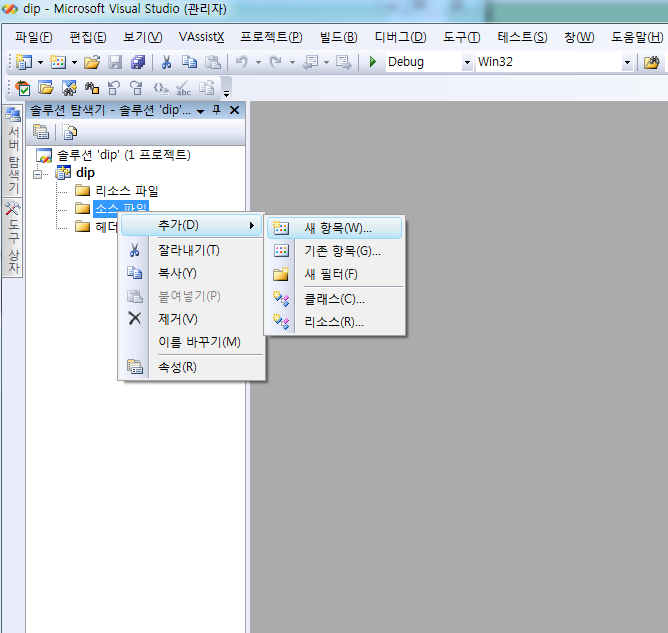 dip - Microsoft Visual Studio (관리자)
파일(F) 편집(E) 보기(V) VAssistX 프로젝트(P) 빌드(B) 디버그(D) 도구(T) 테스트(S) 창(W) 도움말(H)
Debug Win32
abc
솔루션 탐색기 - 솔루션 'dip'...
서버 탐색기
도구 상자
솔루션 'dip' (1 프로젝트)
dip
리소스 파일
소스 파일
헤더
추가(D)
잘라내기(T)
복사(Y)
붙여넣기(P)
제거(V)
이름 바꾸기(M)
속성(R)
새 항목(W)...
기존 항목(G)...
새 필터(F)
클래스(C)...
리소스(R)...